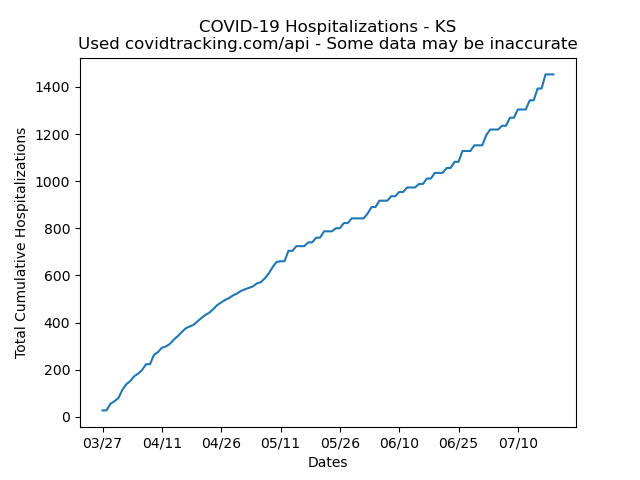 COVID-19 Hospitalizations - KS
Used covidtracking.com/api - Some data may be inaccurate
Total Cumulative Hospitalizations
1400
1200
1000
800
600
400
200
0
03/27 04/11 04/26 05/11 05/26 06/10 06/25 07/10
Dates